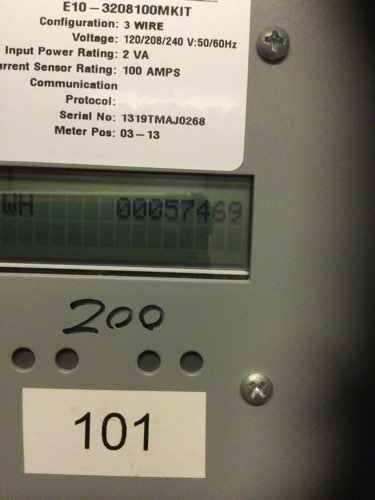 E10-3208100MKIT
Configuration: 3 WIRE
Voltage: 120/208/240 V:50/60Hz
Input Power Rating: 2 VA
urrent Sensor Rating: 100 AMPS
Communication
Protocol:
Serial No: 1319TMAJ0268
Meter Pos: 03-13
WH 00057469
200
101